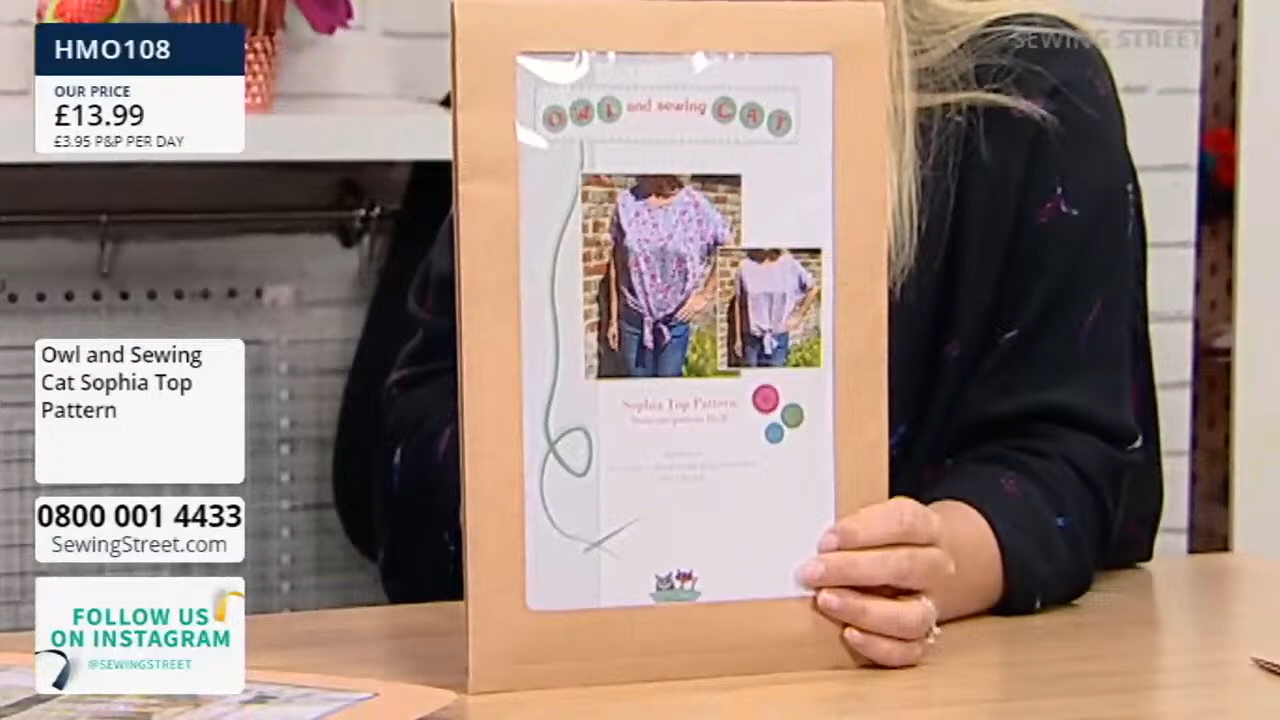 HMO108
OUR PRICE
£13.99
£3.95 P&P PER DAY
SEWING STREET
OWL and sewing CAT
Sophia Top Pattern
Owl and Sewing
Cat Sophia Top
Pattern
0800 001 4433
SewingStreet.com
FOLLOW US
ON INSTAGRAM
@SEWINGSTREET